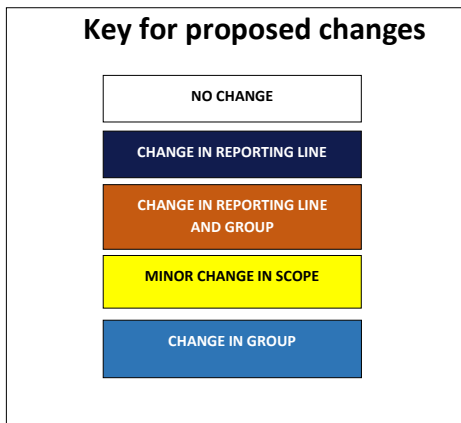 Key for proposed changes
NO CHANGE
CHANGE IN REPORTING LINE
CHANGE IN REPORTING LINE
AND GROUP
MINOR CHANGE IN SCOPE
CHANGE IN GROUP